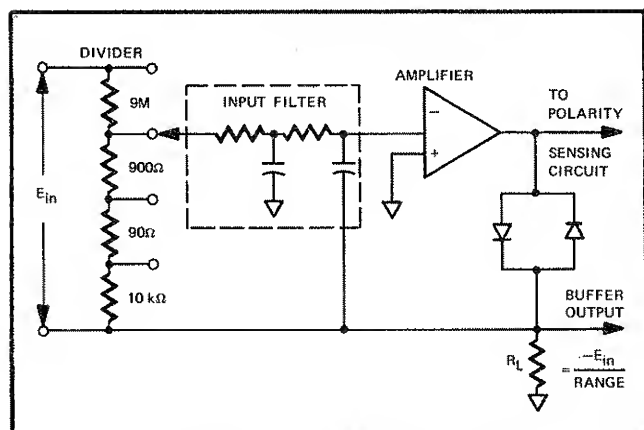 DIVIDER
9M
900Ω
90Ω
10 kΩ
E_in
INPUT FILTER
AMPLIFIER
−
+
TO
POLARITY
SENSING
CIRCUIT
BUFFER
OUTPUT
R_L
= -E_in
RANGE